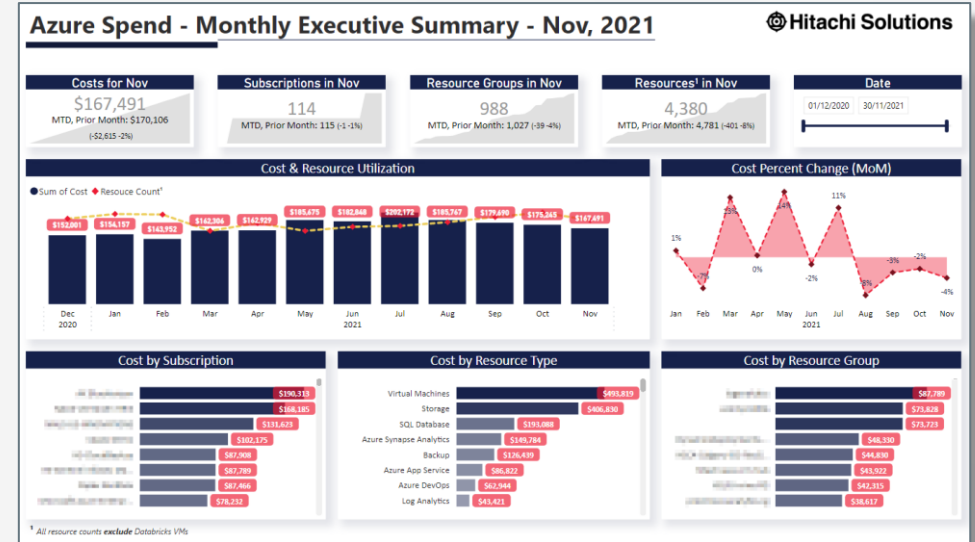 Azure Spend - Monthly Executive Summary - Nov, 2021
Hitachi Solutions
Costs for Nov
$167,491
MTD, Prior Month: $170,106
(-$2,615 -2%)
Subscriptions in Nov
114
MTD, Prior Month: 115 (-1 -1%)
Resource Groups in Nov
988
MTD, Prior Month: 1,027 (-39 -4%)
Resources¹ in Nov
4,380
MTD, Prior Month: 4,781 (-401 -8%)
Date
01/12/2020 30/11/2021
Cost & Resource Utilization
Sum of Cost Resouce Count¹
$152,001 $154,157 $143,952 $162,306 $162,929 $185,675 $182,848 $202,172 $185,767 $179,690 $175,265 $167,691
Dec Jan Feb Mar Apr May Jun Jul Aug Sep Oct Nov
2020 2021
Cost Percent Change (MoM)
1% 0% -2% 11% -3% -2% -4%
Jan Feb Mar Apr May Jun Jul Aug Sep Oct Nov
2021
Cost by Subscription
$190,313
$168,185
$131,623
$102,175
$87,908
$87,789
$87,466
$78,232
Cost by Resource Type
Virtual Machines $493,819
Storage $406,830
SQL Database $193,088
Azure Synapse Analytics $149,784
Backup $126,439
Azure App Service $86,822
Azure DevOps $62,944
Log Analytics $43,421
Cost by Resource Group
$87,789
$73,828
$73,723
$48,330
$44,830
$43,922
$42,315
$38,617
¹ All resource counts exclude Databricks VMs